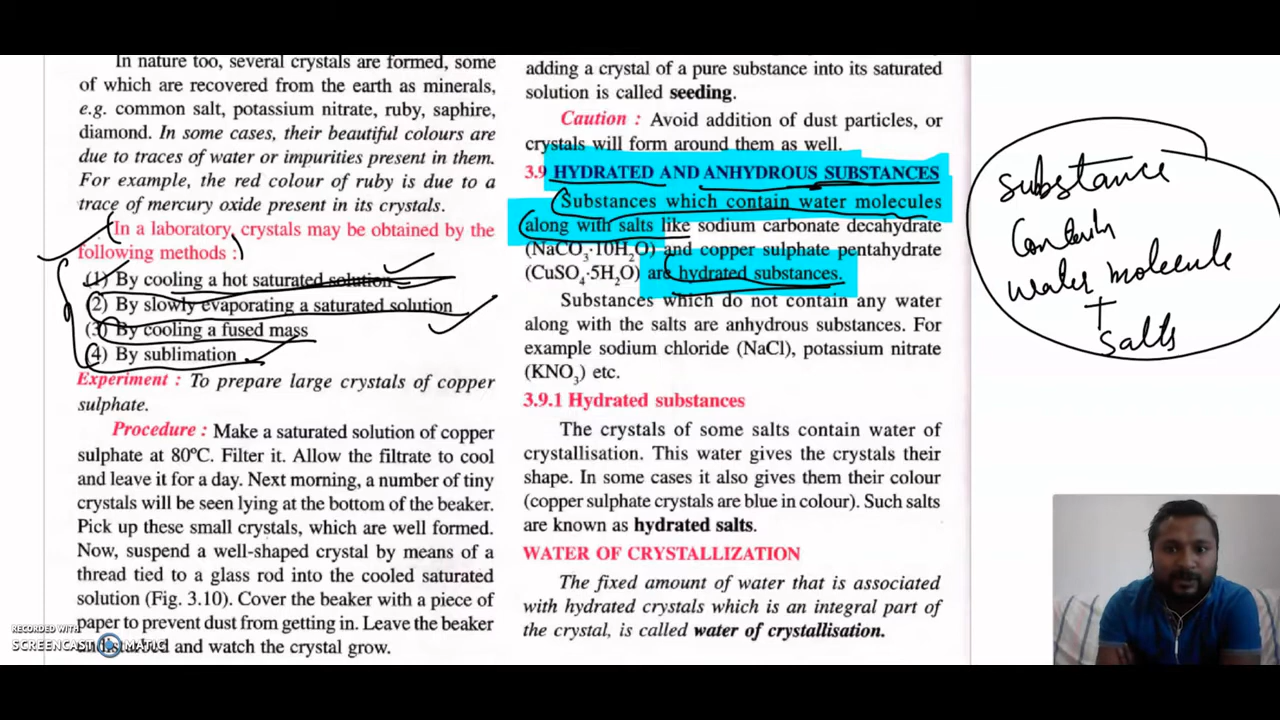 In nature too, several crystals are formed, some
of which are recovered from the earth as minerals,
e.g. common salt, potassium nitrate, ruby, saphire,
diamond. In some cases, their beautiful colours are
due to traces of water or impurities present in them.
For example, the red colour of ruby is due to a
trace of mercury oxide present in its crystals.
In a laboratory, crystals may be obtained by the
following methods :
(1) By cooling a hot saturated solution
(2) By slowly evaporating a saturated solution
(3) By cooling a fused mass
(4) By sublimation
Experiment : To prepare large crystals of copper
sulphate.
Procedure : Make a saturated solution of copper
sulphate at 80ºC. Filter it. Allow the filtrate to cool
and leave it for a day. Next morning, a number of tiny
crystals will be seen lying at the bottom of the beaker.
Pick up these small crystals, which are well formed.
Now, suspend a well-shaped crystal by means of a
thread tied to a glass rod into the cooled saturated
solution (Fig. 3.10). Cover the beaker with a piece of
paper to prevent dust from getting in. Leave the beaker
and watch the crystal grow.
adding a crystal of a pure substance into its saturated
solution is called seeding.
Caution : Avoid addition of dust particles, or
crystals will form around them as well.
3.9 HYDRATED AND ANHYDROUS SUBSTANCES
Substances which contain water molecules
along with salts like sodium carbonate decahydrate
(NaCO₃·10H₂O) and copper sulphate pentahydrate
(CuSO₄·5H₂O) are hydrated substances.
Substances which do not contain any water
along with the salts are anhydrous substances. For
example sodium chloride (NaCl), potassium nitrate
(KNO₃) etc.
3.9.1 Hydrated substances
The crystals of some salts contain water of
crystallisation. This water gives the crystals their
shape. In some cases it also gives them their colour
(copper sulphate crystals are blue in colour). Such salts
are known as hydrated salts.
WATER OF CRYSTALLIZATION
The fixed amount of water that is associated
with hydrated crystals which is an integral part of
the crystal, is called water of crystallisation.
Substance
water molecule
+
salts
RECORDED WITH
SCREENCAST MATIC